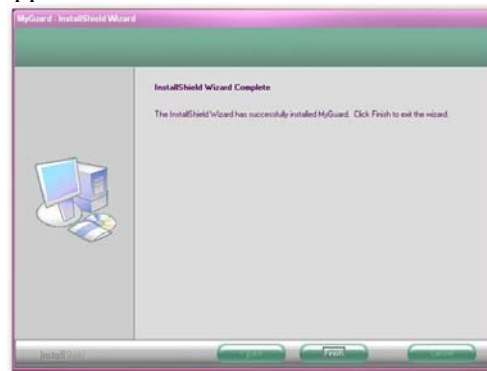 MyGuard - InstallShield Wizard
InstallShield Wizard Complete
The InstallShield Wizard has successfully installed MyGuard. Click Finish to exit the wizard.
InstallShield
Finish